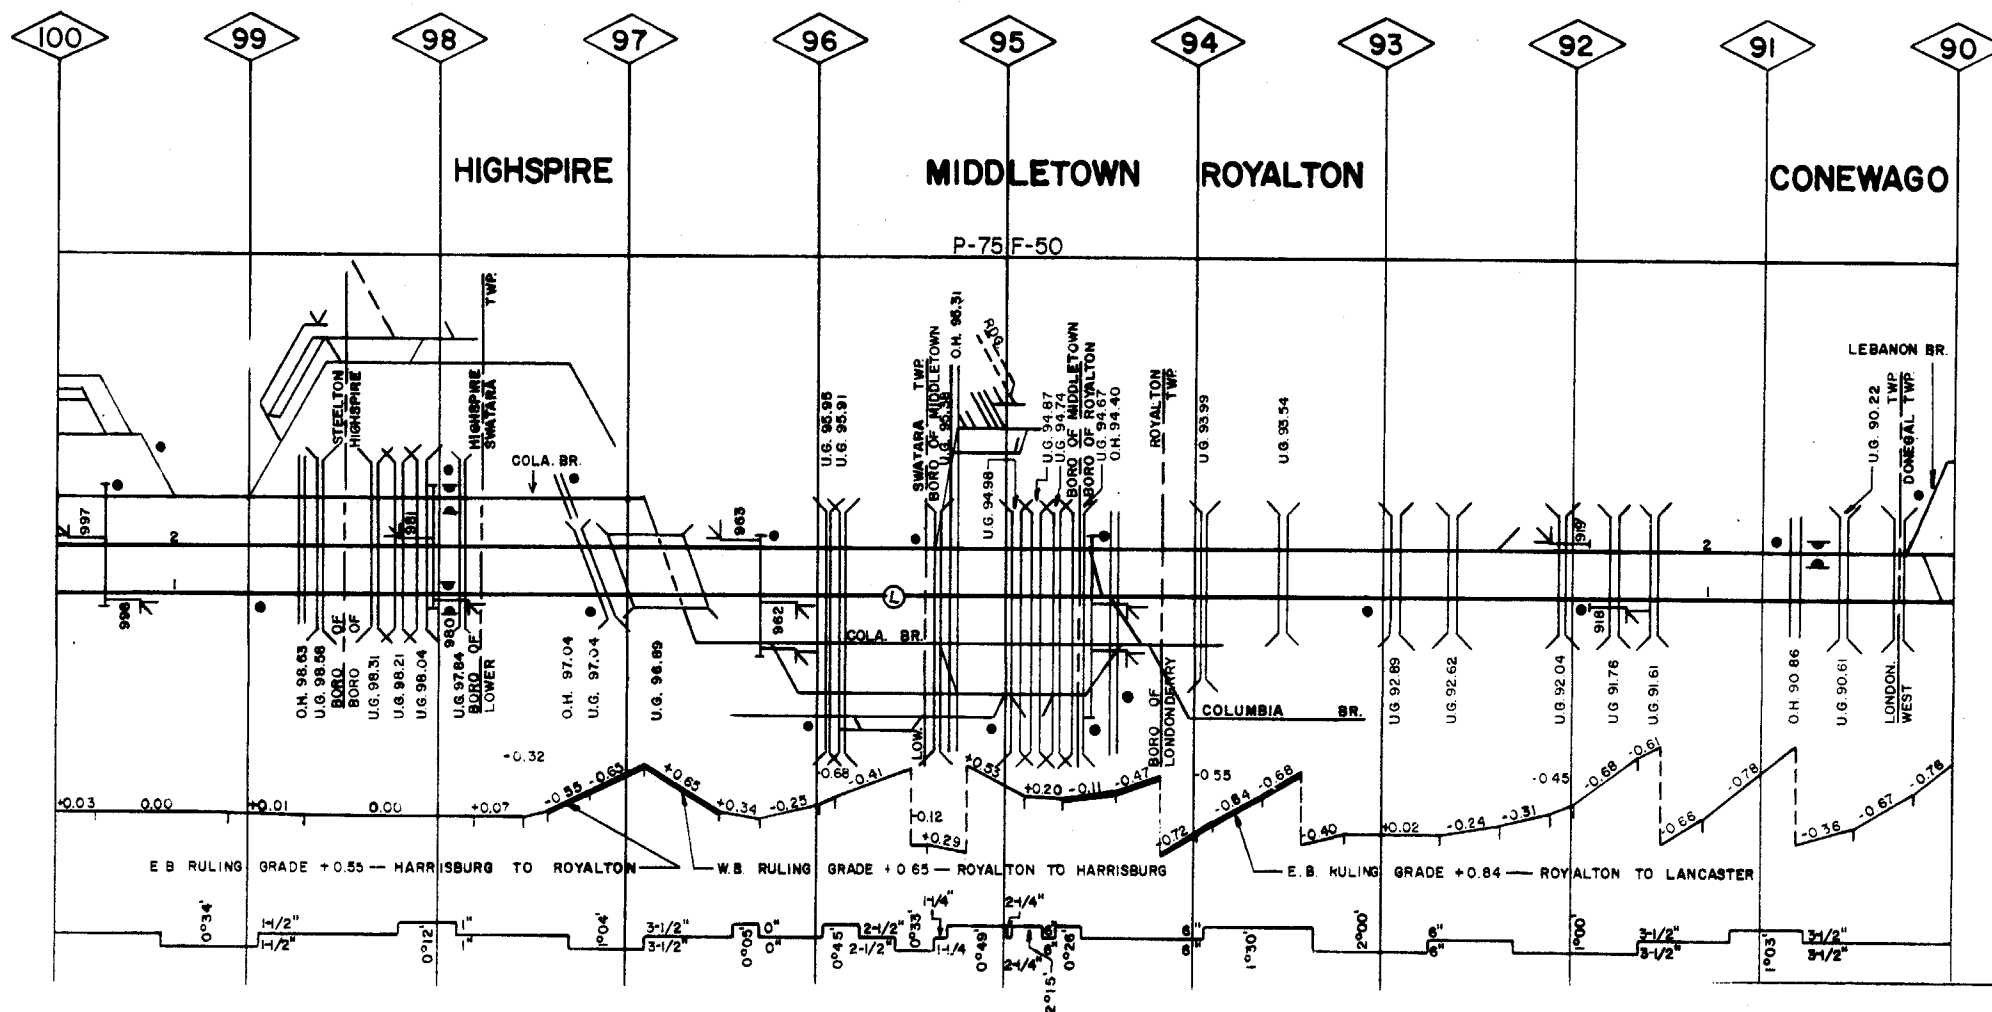 100 99 98 97 96 95 94 93 92 91 90
HIGHSPIRE MIDDLETOWN ROYALTON CONEWAGO
P-75 F-50
LEBANON BR.
STEELTON
HIGHSPIRE
BORO OF
BORO OF
HIGHSPIRE
SWATARA TWP.
BORO OF
LOWER
COLA. BR.
SWATARA TWP.
BORO OF MIDDLETOWN
LOW.
BORO OF MIDDLETOWN
BORO OF ROYALTON
ROYALTON
TWP.
BORO OF
LONDONDERRY
TWP.
DONEGAL TWP.
LONDON.
WEST
997
998
981
980
963
962
919
918
2
1
2
1
L
COLA. BR.
COLUMBIA BR.
O.H. 98.63
U.G. 98.58
U.G. 98.31
U.G. 98.21
U.G. 98.04
U.G. 97.84
O.H. 97.04
U.G. 97.04
U.G. 96.89
U.G. 95.95
U.G. 95.91
U.G. 95.38
O.H. 95.31
U.G. 94.98
U.G. 94.87
U.G. 94.74
U.G. 94.67
O.H. 94.40
U.G. 93.99
U.G. 93.54
U.G. 92.89
U.G. 92.62
U.G. 92.04
U.G 91.76
U.G. 91.61
O.H. 90.86
U.G. 90.61
U.G. 90.22
+0.03 0.00 +0.01 0.00 +0.07 -0.32 -0.55 -0.65 +0.65 +0.34 -0.25 -0.68 -0.41 -0.12 +0.29 +0.53 +0.20 -0.11 -0.47 -0.72 -0.55 -0.84 -0.68 -0.40 +0.02 -0.24 -0.31 -0.45 -0.68 -0.61 -0.66 -0.78 -0.36 -0.67 -0.76
E.B RULING GRADE +0.55 — HARRISBURG TO ROYALTON
W.B. RULING GRADE +0.65 — ROYALTON TO HARRISBURG
E.B. RULING GRADE +0.84 — ROYALTON TO LANCASTER
0°34' 1-1/2" 1-1/2" 0°12' 1" 1" 1°04' 3-1/2" 3-1/2" 0°05' 0" 0" 0°45' 2-1/2" 2-1/2" 0°33' 1-1/4" 1-1/4 0°49' 2-1/4" 2-1/4" 2°15' 6" 6" 0°26' 6" 6" 1°30' 2°00' 6" 6" 1°00' 3-1/2" 3-1/2" 1°03' 3-1/2" 3-1/2"